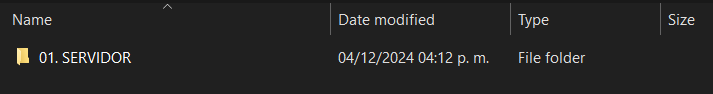 Name Date modified Type Size
01. SERVIDOR 04/12/2024 04:12 p. m. File folder